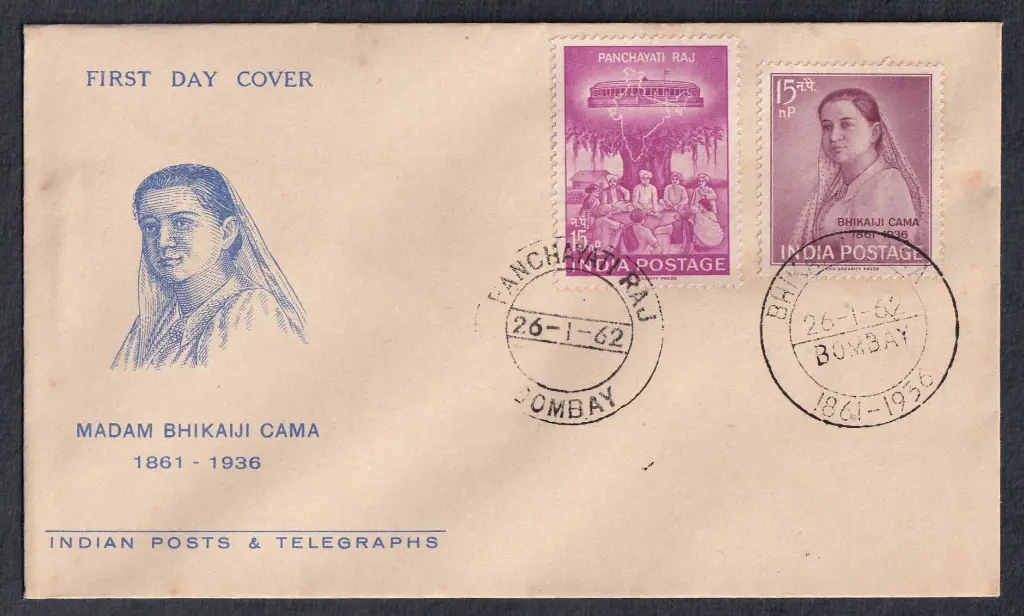 FIRST DAY COVER
MADAM BHIKAIJI CAMA
1861 - 1936
INDIAN POSTS & TELEGRAPHS
PANCHAYATI RAJ
न.पै.
15
INDIA POSTAGE
PANCHAYATI RAJ
26-1-62
BOMBAY
15 न.पै.
nP
BHIKAIJI CAMA
1861-1936
INDIA POSTAGE
26-1-62
BOMBAY
1861-1936